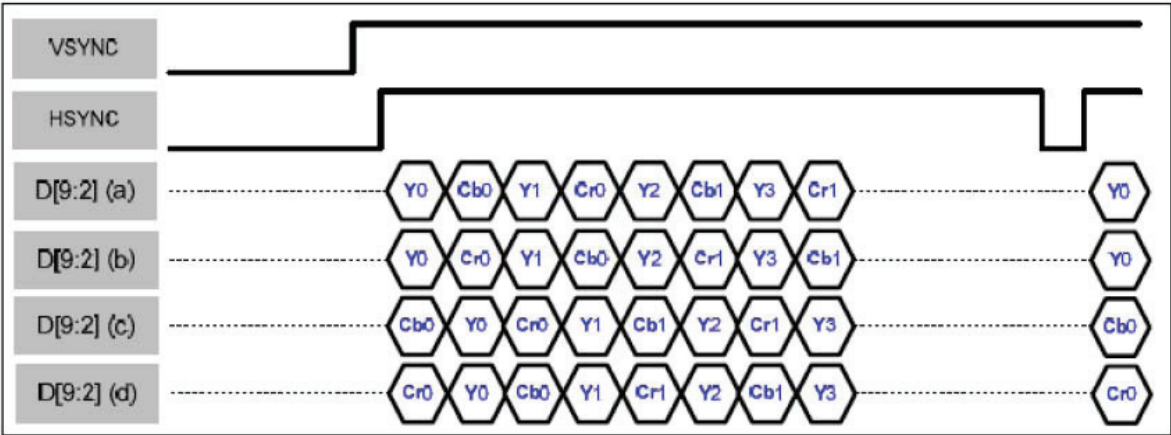 VSYNC
HSYNC
D[9:2] (a) Y0 Cb0 Y1 Cr0 Y2 Cb1 Y3 Cr1 Y0
D[9:2] (b) Y0 Cr0 Y1 Cb0 Y2 Cr1 Y3 Cb1 Y0
D[9:2] (c) Cb0 Y0 Cr0 Y1 Cb1 Y2 Cr1 Y3 Cb0
D[9:2] (d) Cr0 Y0 Cb0 Y1 Cr1 Y2 Cb1 Y3 Cr0